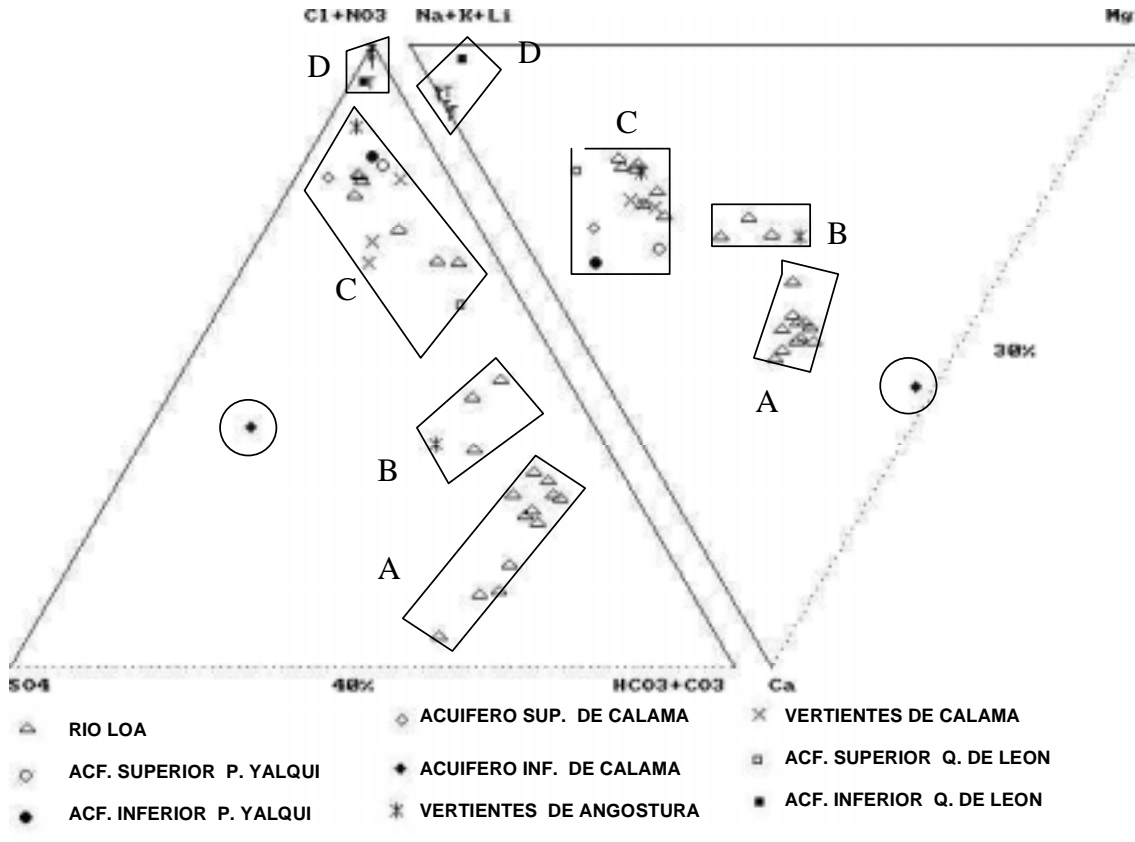 Cl+NO3 Na+K+Li Mg
D D
C
B
C
A
30%
B
A
SO4 40% HCO3+CO3 Ca
RIO LOA
ACF. SUPERIOR P. YALQUI
ACF. INFERIOR P. YALQUI
ACUIFERO SUP. DE CALAMA
ACUIFERO INF. DE CALAMA
VERTIENTES DE ANGOSTURA
VERTIENTES DE CALAMA
ACF. SUPERIOR Q. DE LEON
ACF. INFERIOR Q. DE LEON